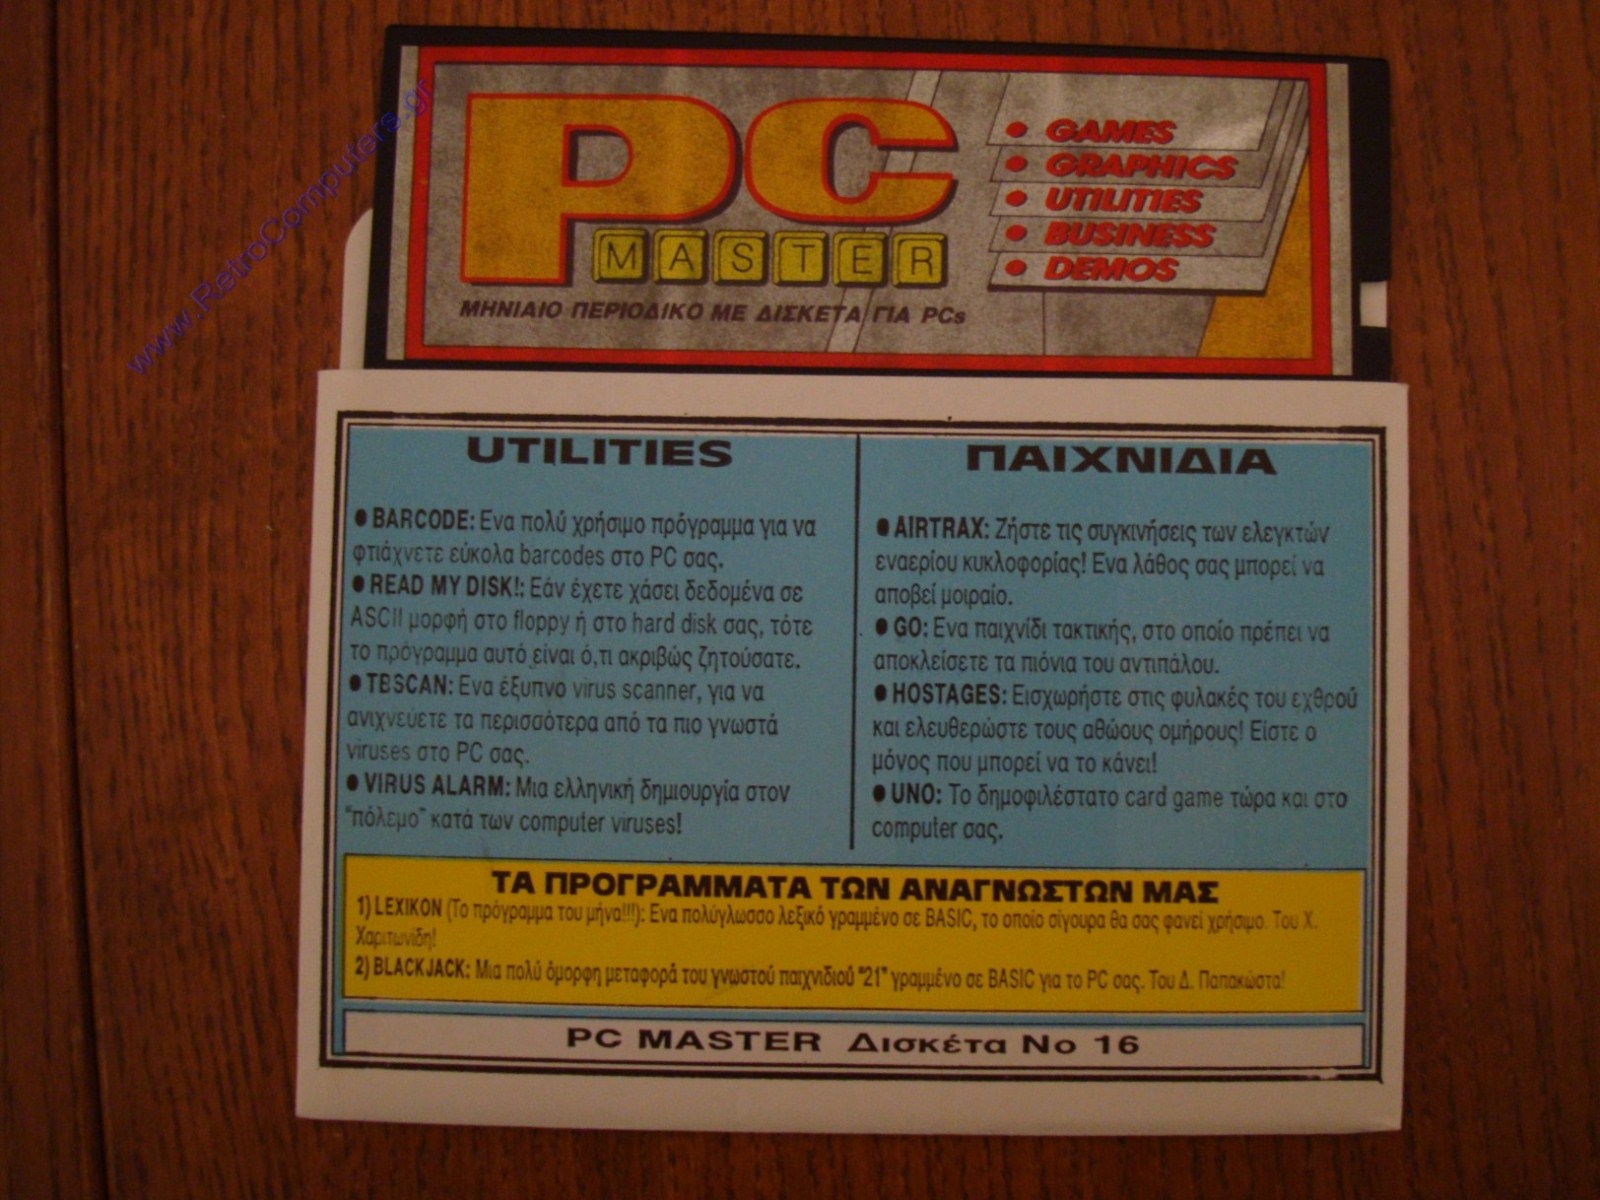 www.RetroComputers.gr
PC
MASTER
ΜΗΝΙΑΙΟ ΠΕΡΙΟΔΙΚΟ ΜΕ ΔΙΣΚΕΤΑ ΓΙΑ PCs
• GAMES
• GRAPHICS
• UTILITIES
• BUSINESS
• DEMOS
UTILITIES
● BARCODE: Ενα πολύ χρήσιμο πρόγραμμα για να
φτιάχνετε εύκολα barcodes στο PC σας.
● READ MY DISK!: Εάν έχετε χάσει δεδομένα σε
ASCII μορφή στο floppy ή στο hard disk σας, τότε
το πρόγραμμα αυτό είναι ό,τι ακριβώς ζητούσατε.
● TBSCAN: Ενα έξυπνο virus scanner, για να
ανιχνεύετε τα περισσότερα από τα πιο γνωστά
viruses στο PC σας.
● VIRUS ALARM: Μια ελληνική δημιουργία στον
"πόλεμο" κατά των computer viruses!
ΠΑΙΧΝΙΔΙΑ
● AIRTRAX: Ζήστε τις συγκινήσεις των ελεγκτών
εναερίου κυκλοφορίας! Ενα λάθος σας μπορεί να
αποβεί μοιραίο.
● GO: Ενα παιχνίδι τακτικής, στο οποίο πρέπει να
αποκλείσετε τα πιόνια του αντιπάλου.
● HOSTAGES: Εισχωρήστε στις φυλακές του εχθρού
και ελευθερώστε τους αθώους ομήρους! Είστε ο
μόνος που μπορεί να το κάνει!
● UNO: Το δημοφιλέστατο card game τώρα και στο
computer σας.
ΤΑ ΠΡΟΓΡΑΜΜΑΤΑ ΤΩΝ ΑΝΑΓΝΩΣΤΩΝ ΜΑΣ
1) LEXIKON (Το πρόγραμμα του μήνα!!!): Ενα πολύγλωσσο λεξικό γραμμένο σε BASIC, το οποίο σίγουρα θα σας φανεί χρήσιμο. Του Χ.
Χαριτωνίδη!
2) BLACKJACK: Μια πολύ όμορφη μεταφορά του γνωστού παιχνιδιού "21" γραμμένο σε BASIC για το PC σας. Του Δ. Παπακώστα!
PC MASTER Δισκέτα Νο 16